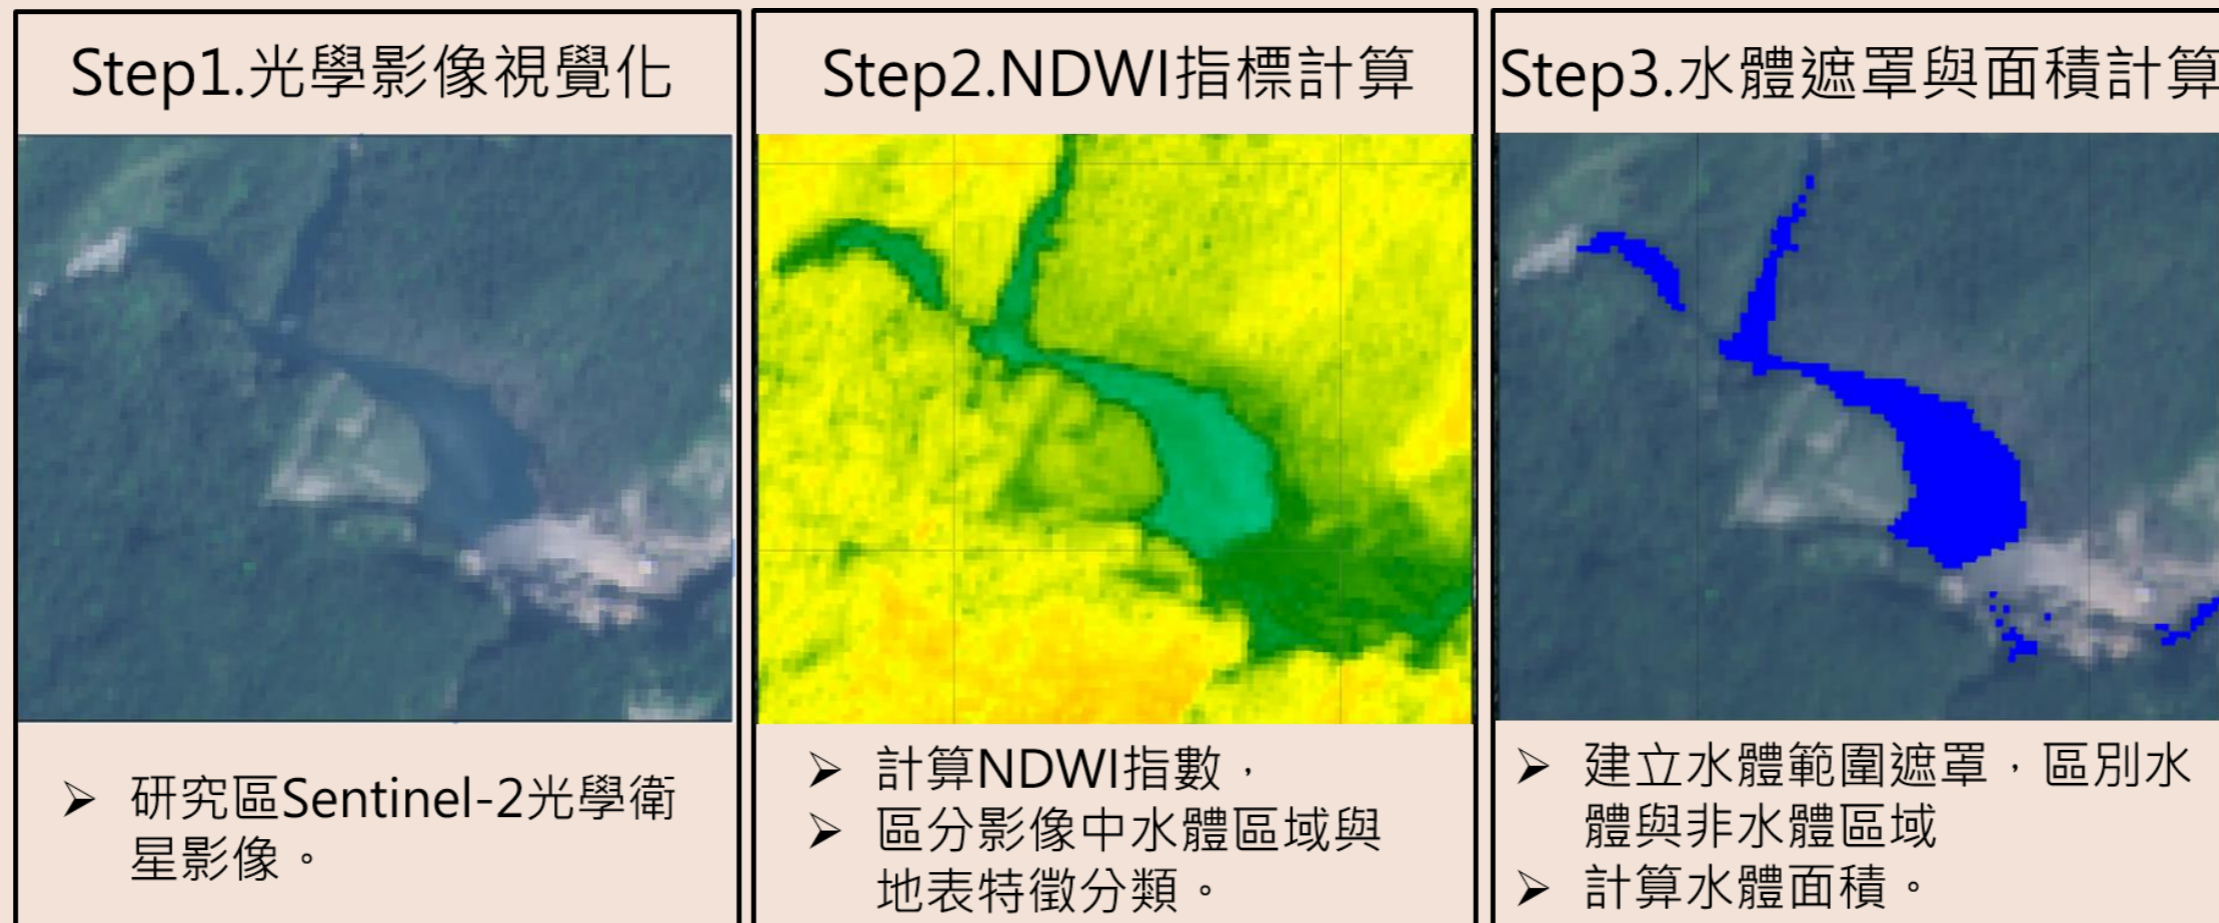 Step1.光學影像視覺化
➢ 研究區Sentinel-2光學衛
星影像。
Step2.NDWI指標計算
➢ 計算NDWI指數，
➢ 區分影像中水體區域與
地表特徵分類。
Step3.水體遮罩與面積計算
➢ 建立水體範圍遮罩，區別水
體與非水體區域
➢ 計算水體面積。